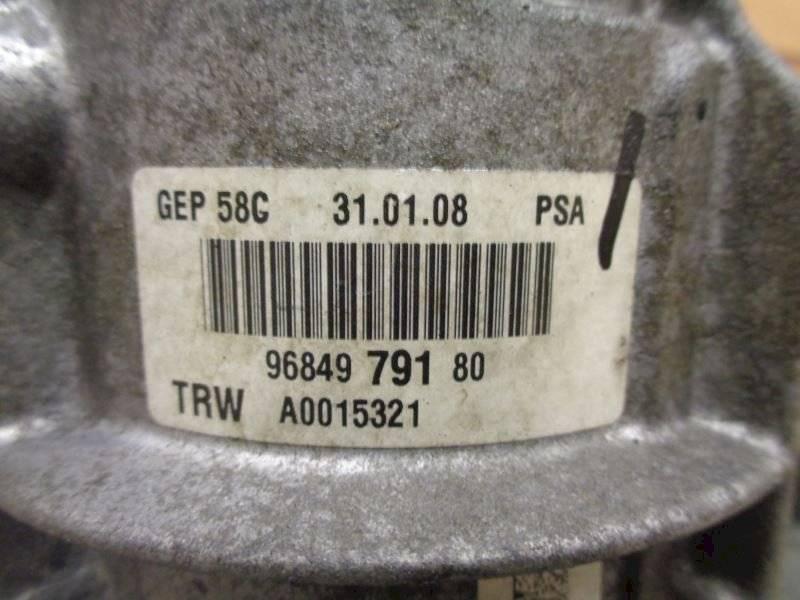 GEP 58C 31.01.08 PSA
96849 791 80
TRW A0015321